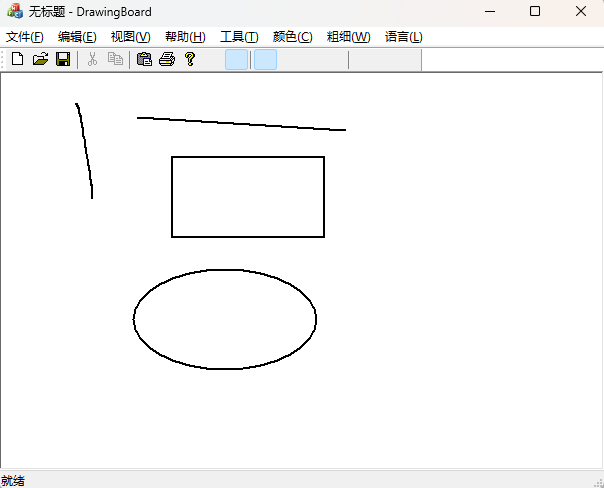 无标题 - DrawingBoard
文件(F) 编辑(E) 视图(V) 帮助(H) 工具(T) 颜色(C) 粗细(W) 语言(L)
就绪